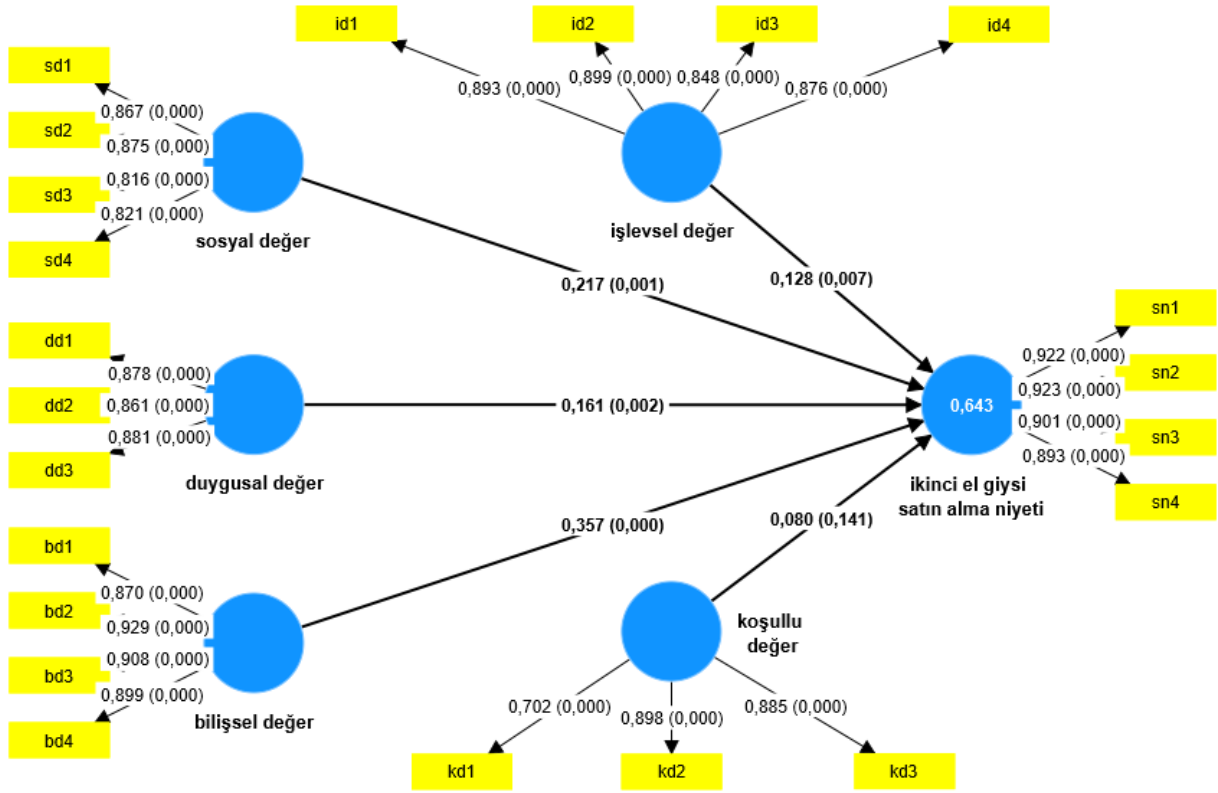 id1
id2
id3
id4
0,893 (0,000)
0,899 (0,000)
0,848 (0,000)
0,876 (0,000)
işlevsel değer
sd1
sd2
sd3
sd4
0,867 (0,000)
0,875 (0,000)
0,816 (0,000)
0,821 (0,000)
sosyal değer
0,217 (0,001)
0,128 (0,007)
dd1
dd2
dd3
0,878 (0,000)
0,861 (0,000)
0,881 (0,000)
duygusal değer
0,161 (0,002)
0,643
ikinci el giysi
satın alma niyeti
sn1
sn2
sn3
sn4
0,922 (0,000)
0,923 (0,000)
0,901 (0,000)
0,893 (0,000)
bd1
bd2
bd3
bd4
0,870 (0,000)
0,929 (0,000)
0,908 (0,000)
0,899 (0,000)
bilişsel değer
0,357 (0,000)
0,080 (0,141)
koşullu
değer
0,702 (0,000)
0,898 (0,000)
0,885 (0,000)
kd1
kd2
kd3